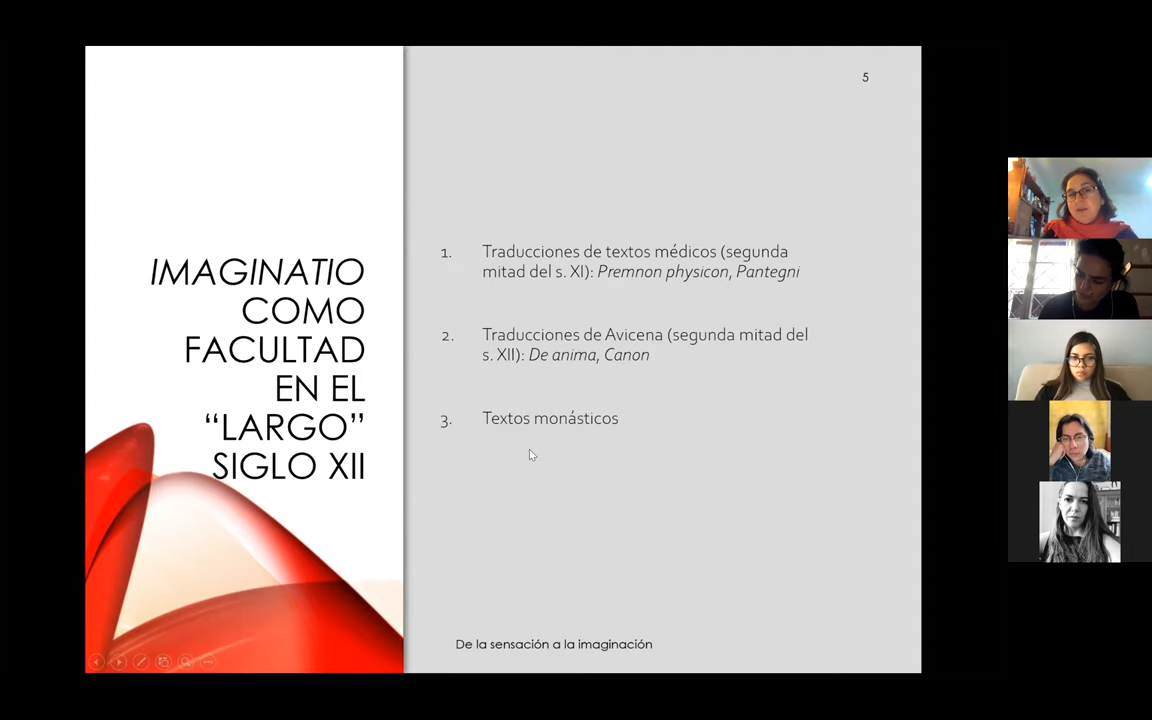 5
IMAGINATIO
COMO
FACULTAD
EN EL
“LARGO”
SIGLO XII
1. Traducciones de textos médicos (segunda
mitad del s. XI): Premnon physicon, Pantegni
2. Traducciones de Avicena (segunda mitad del
s. XII): De anima, Canon
3. Textos monásticos
De la sensación a la imaginación